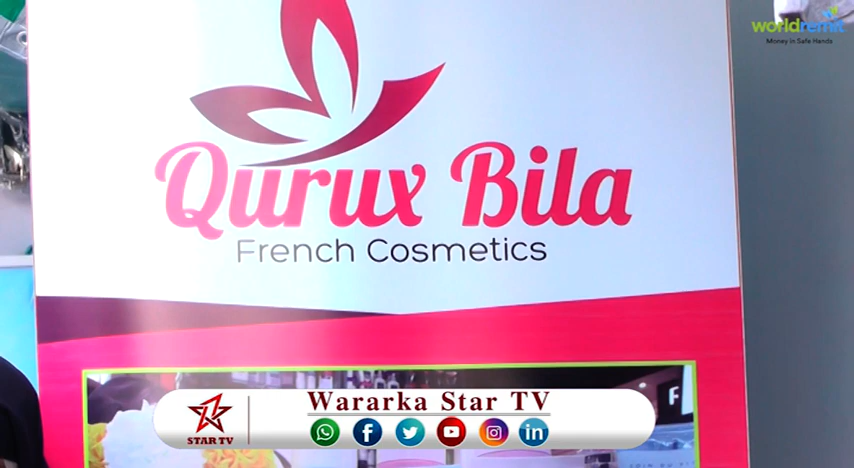 worldremit
Money in Safe Hands
Qurux Bila
French Cosmetics
F
Wararka Star TV
STAR TV